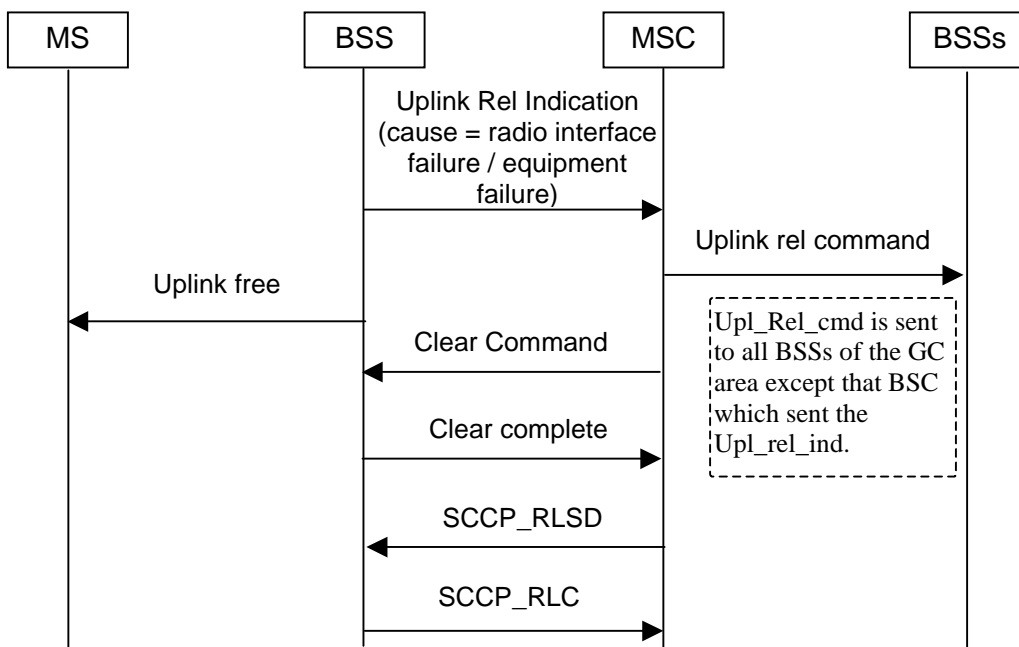 MS
BSS
MSC
BSSs
Uplink Rel Indication
(cause = radio interface
failure / equipment
failure)
Uplink rel command
Uplink free
Upl_Rel_cmd is sent
to all BSSs of the GC
area except that BSC
which sent the
Upl_rel_ind.
Clear Command
Clear complete
SCCP_RLSD
SCCP_RLC